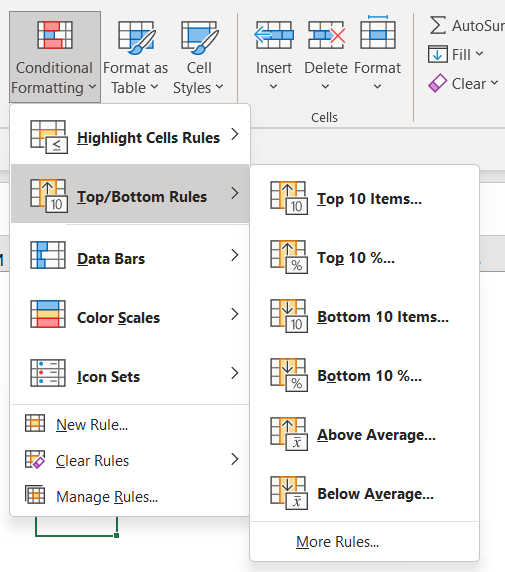 Conditional
Formatting
Format as
Table
Cell
Styles
Insert
Delete
Format
Cells
∑ AutoSu
Fill
Clear
Highlight Cells Rules
Top/Bottom Rules
Data Bars
Color Scales
Icon Sets
New Rule...
Clear Rules
Manage Rules...
Top 10 Items...
Top 10 %...
Bottom 10 Items...
Bottom 10 %...
Above Average...
Below Average...
More Rules...